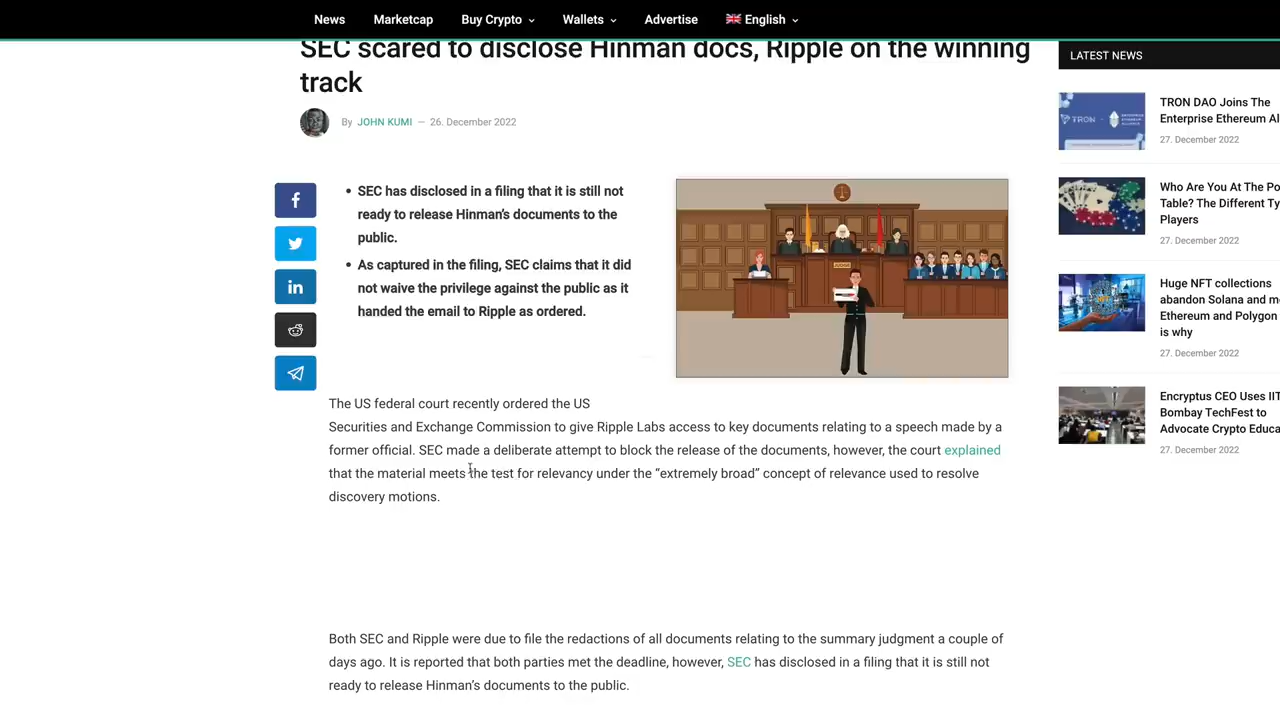 News Marketcap Buy Crypto Wallets Advertise English
SEC scared to disclose Hinman docs, Ripple on the winning
track
By JOHN KUMI — 26. December 2022
• SEC has disclosed in a filing that it is still not
ready to release Hinman’s documents to the
public.
• As captured in the filing, SEC claims that it did
not waive the privilege against the public as it
handed the email to Ripple as ordered.
JUDGE
The US federal court recently ordered the US
Securities and Exchange Commission to give Ripple Labs access to key documents relating to a speech made by a
former official. SEC made a deliberate attempt to block the release of the documents, however, the court explained
that the material meets the test for relevancy under the “extremely broad” concept of relevance used to resolve
discovery motions.
Both SEC and Ripple were due to file the redactions of all documents relating to the summary judgment a couple of
days ago. It is reported that both parties met the deadline, however, SEC has disclosed in a filing that it is still not
ready to release Hinman’s documents to the public.
LATEST NEWS
TRON
TRON DAO Joins The
Enterprise Ethereum Al
27. December 2022
Who Are You At The Po
Table? The Different Ty
Players
27. December 2022
Huge NFT collections
abandon Solana and m
Ethereum and Polygon
is why
27. December 2022
Encryptus CEO Uses IIT
Bombay TechFest to
Advocate Crypto Educa
27. December 2022